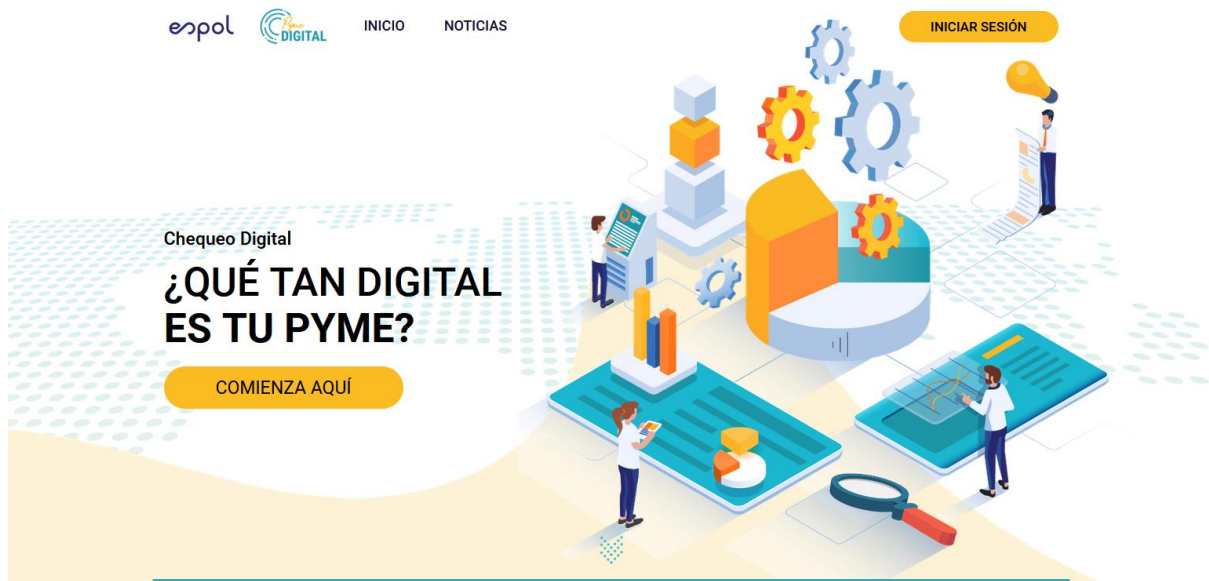 espol
Pyme
DIGITAL
INICIO
NOTICIAS
INICIAR SESIÓN
Chequeo Digital
¿QUÉ TAN DIGITAL
ES TU PYME?
COMIENZA AQUÍ